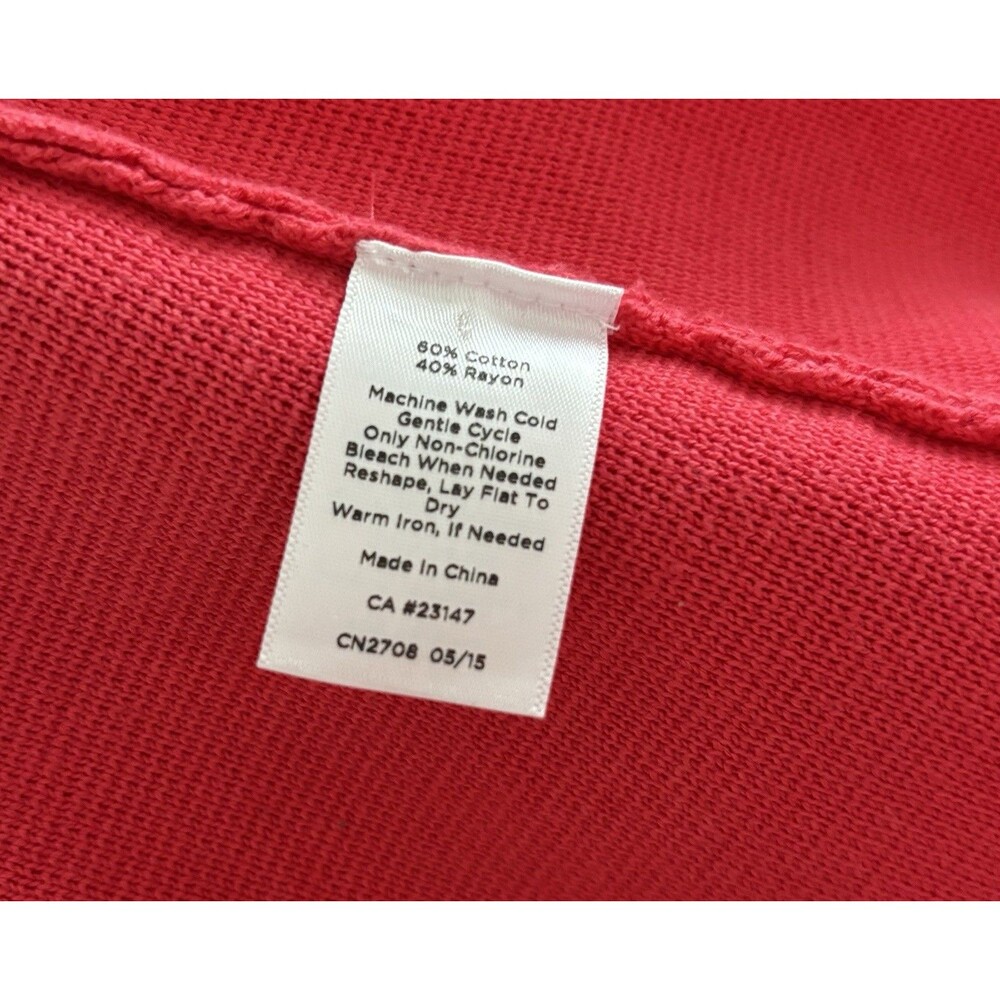 60% Cotton
40% Rayon
Machine Wash Cold
Gentle Cycle
Only Non-Chlorine
Bleach When Needed
Reshape, Lay Flat To
Dry
Warm Iron, If Needed
Made In China
CA #23147
CN2708 05/15